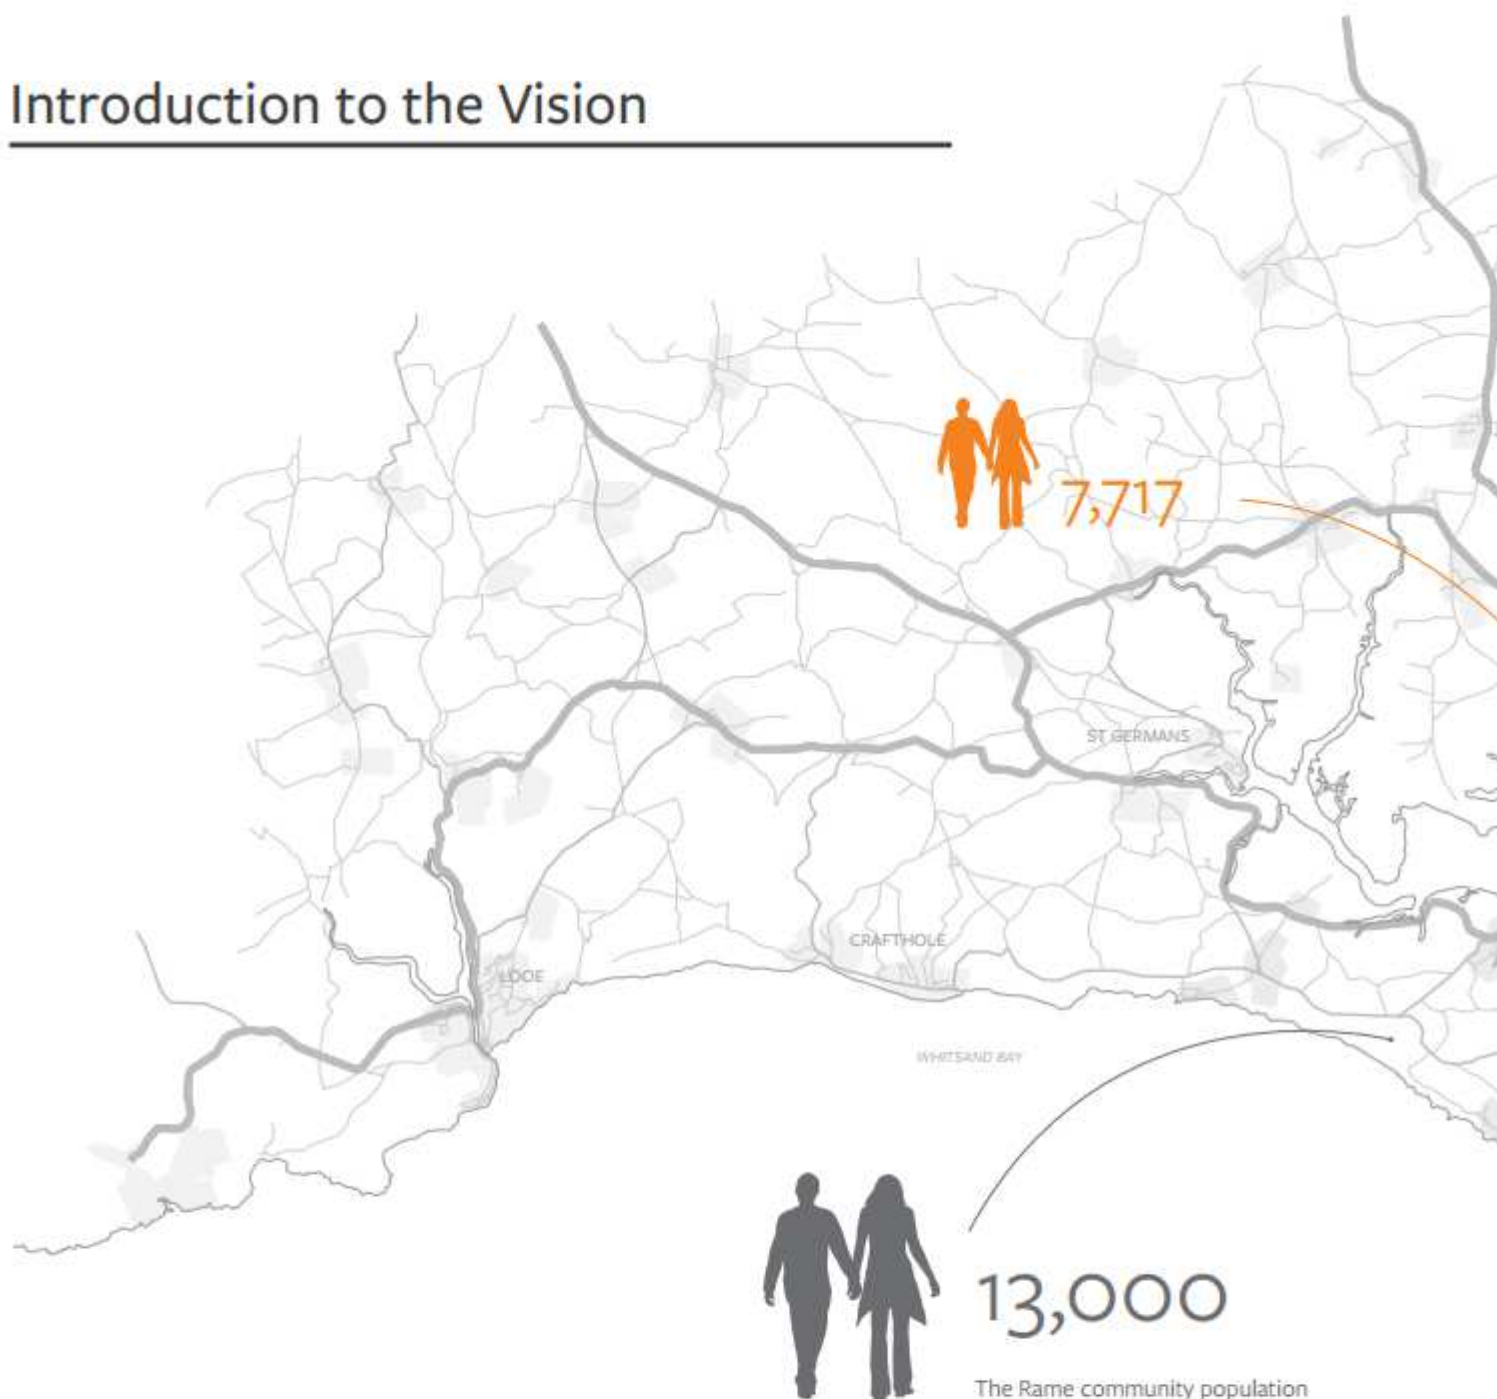 Introduction to the Vision
7,717
ST GERMANS
CRAFTHOLE
LOOE
WHITSAND BAY
13,000
The Rame community population